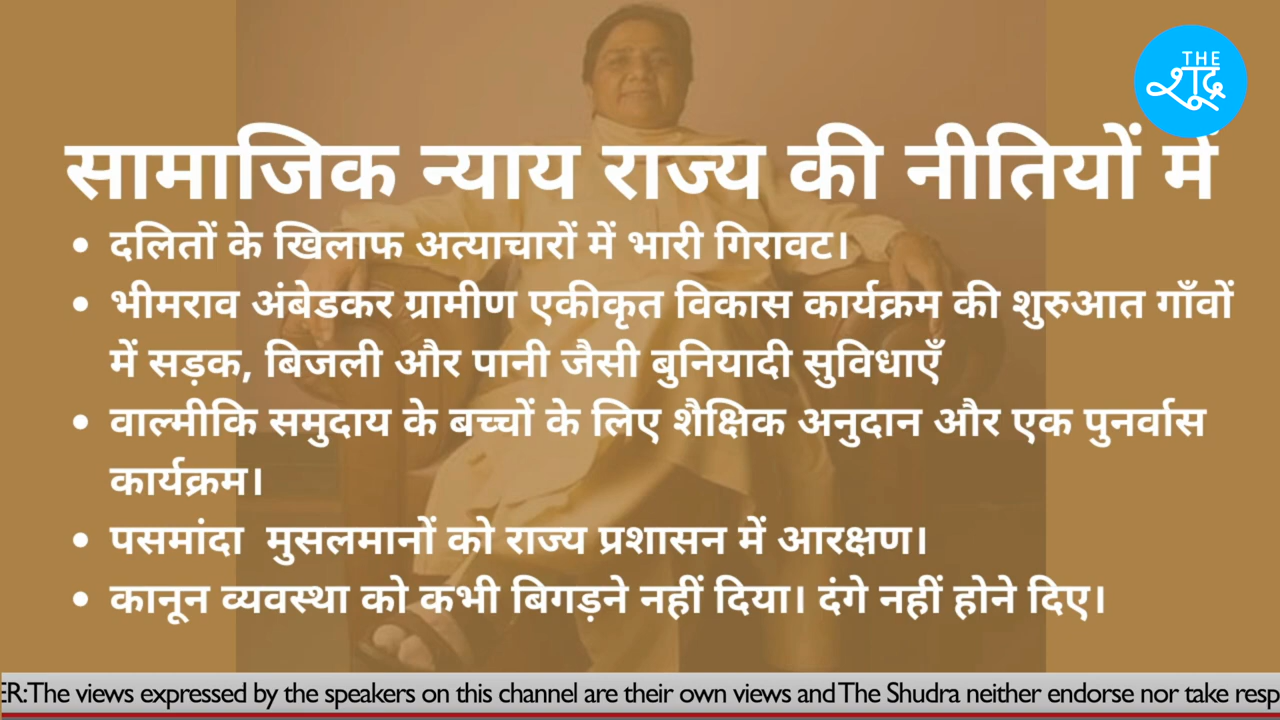 THE
शूद्र
सामाजिक न्याय राज्य की नीतियों में
• दलितों के खिलाफ अत्याचारों में भारी गिरावट।
• भीमराव अंबेडकर ग्रामीण एकीकृत विकास कार्यक्रम की शुरुआत गाँवों
में सड़क, बिजली और पानी जैसी बुनियादी सुविधाएँ
• वाल्मीकि समुदाय के बच्चों के लिए शैक्षिक अनुदान और एक पुनर्वास
कार्यक्रम।
• पसमांदा मुसलमानों को राज्य प्रशासन में आरक्षण।
• कानून व्यवस्था को कभी बिगड़ने नहीं दिया। दंगे नहीं होने दिए।
ER:The views expressed by the speakers on this channel are their own views and The Shudra neither endorse nor take resp